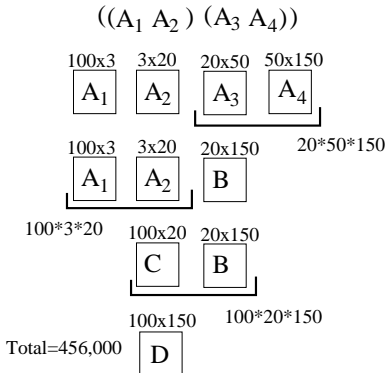 ((A₁ A₂ ) (A₃ A₄))
100x3 3x20 20x50 50x150
A₁ A₂ A₃ A₄
20*50*150
100x3 3x20 20x150
A₁ A₂ B
100*3*20
100x20 20x150
C B
100*20*150
100x150
Total=456,000 D